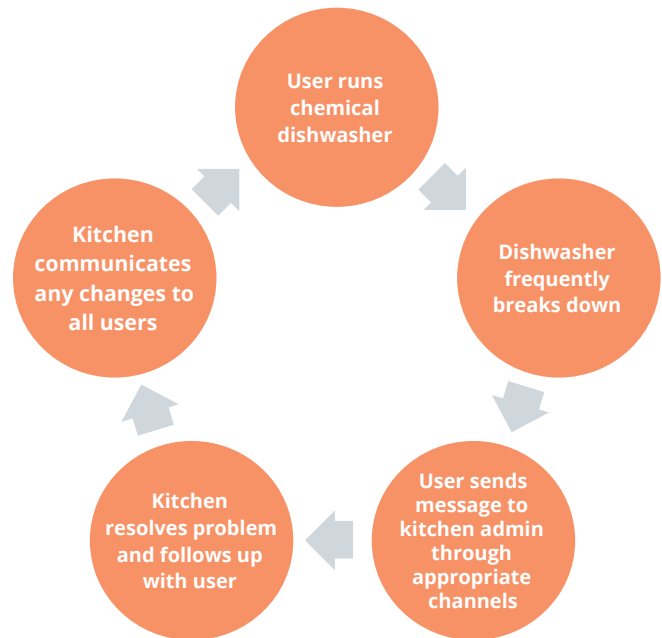 User runs
chemical
dishwasher
Dishwasher
frequently
breaks down
User sends
message to
kitchen admin
through
appropriate
channels
Kitchen
resolves problem
and follows up
with user
Kitchen
communicates
any changes to
all users